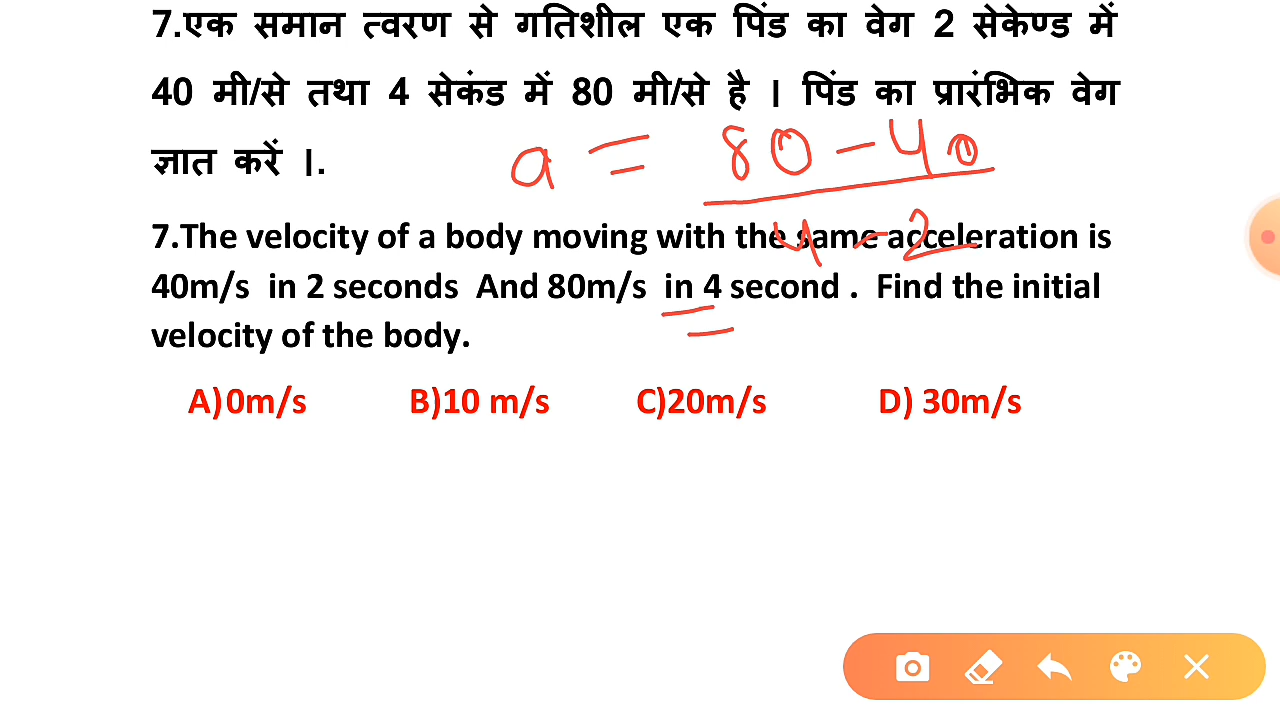 7.एक समान त्वरण से गतिशील एक पिंड का वेग 2 सेकेण्ड में
40 मी/से तथा 4 सेकंड में 80 मी/से है । पिंड का प्रारंभिक वेग
ज्ञात करें ।.
a = 80 - 40
4 - 2
7.The velocity of a body moving with the same acceleration is
40m/s in 2 seconds And 80m/s in 4 second . Find the initial
=
velocity of the body.
A)0m/s B)10 m/s C)20m/s D) 30m/s